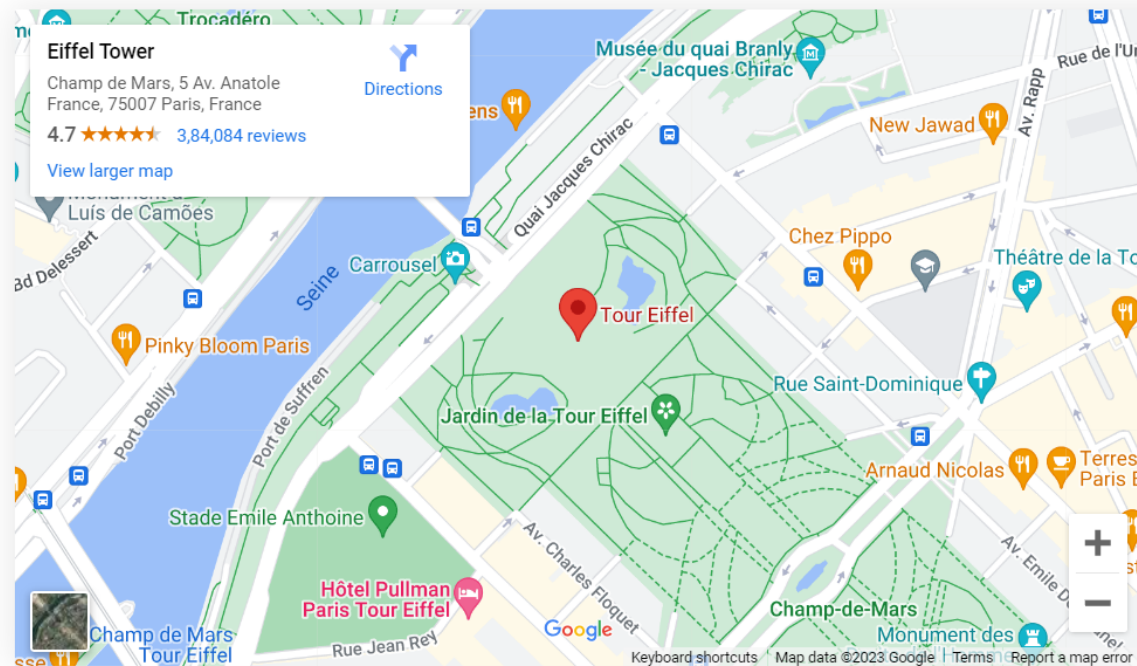 Trocadéro
Eiffel Tower
Champ de Mars, 5 Av. Anatole
France, 75007 Paris, France
4.7
3,84,084 reviews
View larger map
Directions
Musée du quai Branly
- Jacques Chirac
Rue de l'Ur
Av. Rapp
New Jawad
ens
Quai Jacques Chirac
Luís de Camões
Bd Delessert
Carrousel
Seine
Chez Pippo
Théâtre de la To
Tour Eiffel
Pinky Bloom Paris
Port Debilly
Port de Suffren
Rue Saint-Dominique
Jardin de la Tour Eiffel
Arnaud Nicolas
Terres
Paris E
Stade Emile Anthoine
Av. Charles Floquet
Av. Emile De
Hôtel Pullman
Paris Tour Eiffel
Champ-de-Mars
Google
Champ de Mars
Tour Eiffel
Rue Jean Rey
Monument des
sse
Keyboard shortcuts
Map data ©2023 Google
Terms
Report a map error